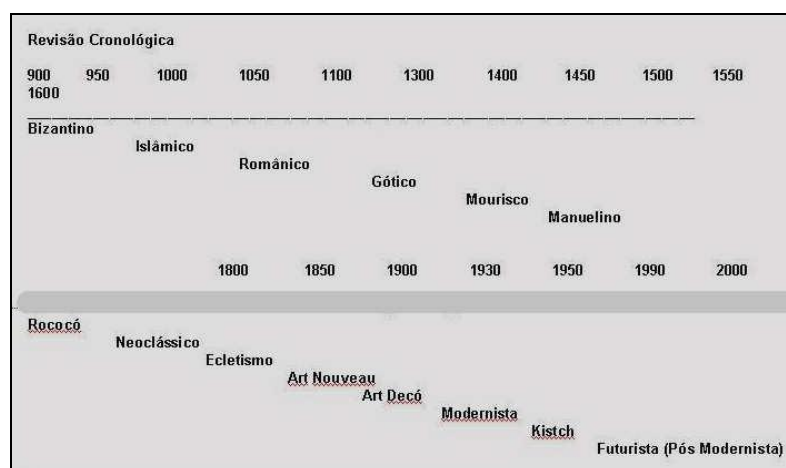 Revisão Cronológica
900 950 1000 1050 1100 1300 1400 1450 1500 1550
1600
Bizantino
Islâmico
Românico
Gótico
Mourisco
Manuelino
1800 1850 1900 1930 1950 1990 2000
Rococó
Neoclássico
Ecletismo
Art Nouveau
Art Decó
Modernista
Kistch
Futurista (Pós Modernista)